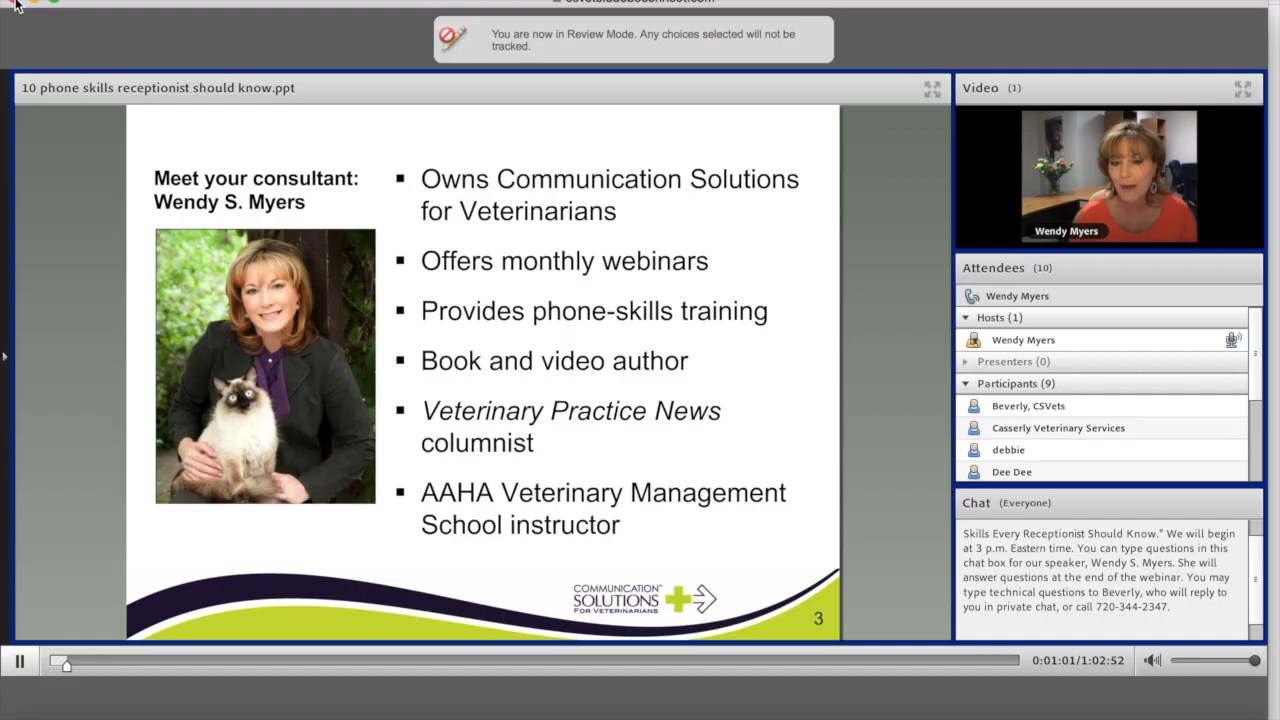 You are now in Review Mode. Any choices selected will not be
tracked.
10 phone skills receptionist should know.ppt
Meet your consultant:
Wendy S. Myers
▪ Owns Communication Solutions
for Veterinarians
▪ Offers monthly webinars
▪ Provides phone-skills training
▪ Book and video author
▪ Veterinary Practice News
columnist
▪ AAHA Veterinary Management
School instructor
COMMUNICATION™
SOLUTIONS
FOR VETERINARIANS
3
Video (1)
Wendy Myers
Attendees (10)
Wendy Myers
Hosts (1)
Wendy Myers
Presenters (0)
Participants (9)
Beverly, CSVets
Casserly Veterinary Services
debbie
Dee Dee
Chat (Everyone)
Skills Every Receptionist Should Know." We will begin
at 3 p.m. Eastern time. You can type questions in this
chat box for our speaker, Wendy S. Myers. She will
answer questions at the end of the webinar. You may
type technical questions to Beverly, who will reply to
you in private chat, or call 720-344-2347.
0:01:01/1:02:52